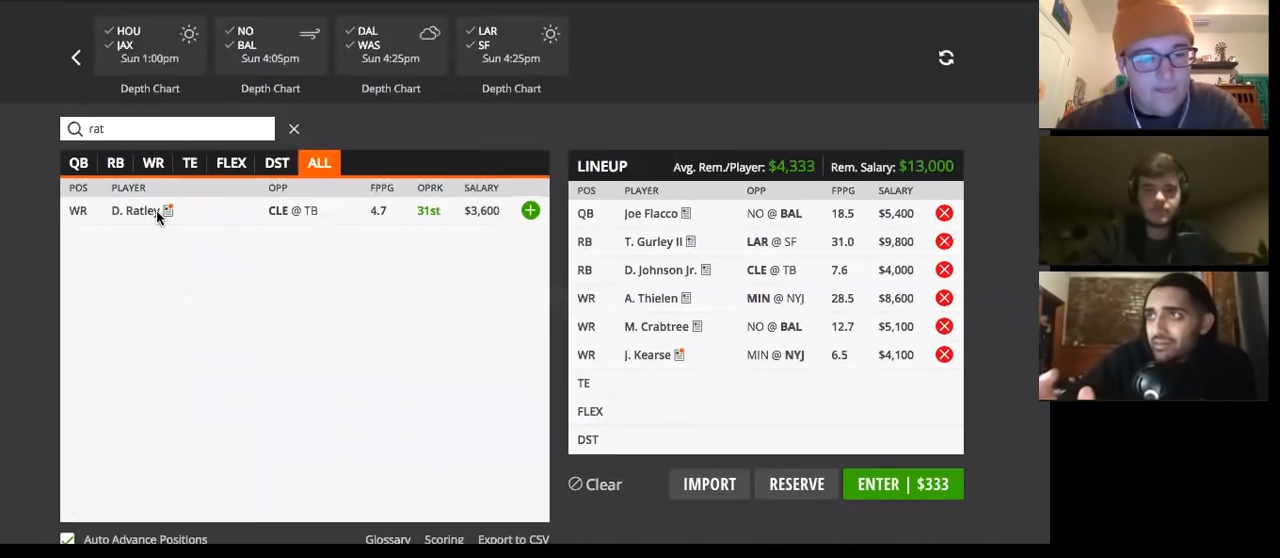 HOU
JAX
Sun 1:00pm
NO
BAL
Sun 4:05pm
DAL
WAS
Sun 4:25pm
LAR
SF
Sun 4:25pm
Depth Chart
Depth Chart
Depth Chart
Depth Chart
rat
QB RB WR TE FLEX DST ALL
POS PLAYER OPP FPPG OPRK SALARY
WR D. Ratley CLE @ TB 4.7 31st $3,600
LINEUP Avg. Rem./Player: $4,333 Rem. Salary: $13,000
POS PLAYER OPP FPPG SALARY
QB Joe Flacco NO @ BAL 18.5 $5,400
RB T. Gurley II LAR @ SF 31.0 $9,800
RB D. Johnson Jr. CLE @ TB 7.6 $4,000
WR A. Thielen MIN @ NYJ 28.5 $8,600
WR M. Crabtree NO @ BAL 12.7 $5,100
WR J. Kearse MIN @ NYJ 6.5 $4,100
TE
FLEX
DST
Clear IMPORT RESERVE ENTER | $333
Auto Advance Positions Glossary Scoring Export to CSV